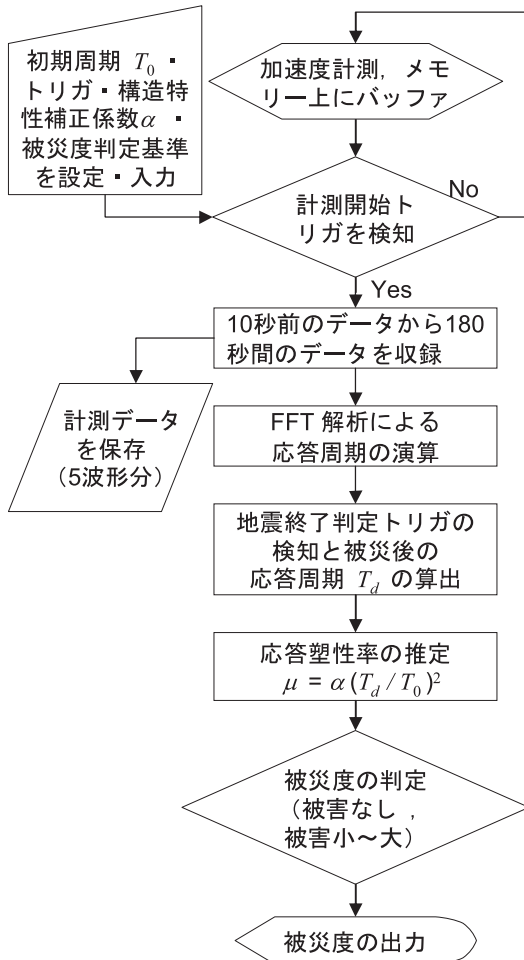 初期周期 T0・
トリガ・構造特
性補正係数α・
被災度判定基準
を設定・入力
加速度計測，メモ
リー上にバッファ
計測開始ト
リガを検知
No
Yes
10秒前のデータから180
秒間のデータを収録
計測データ
を保存
（5波形分）
FFT 解析による
応答周期の演算
地震終了判定トリガの
検知と被災後の
応答周期 Td の算出
応答塑性率の推定
μ = α (Td / T0)²
被災度の判定
（被害なし ，
被害小～大）
被災度の出力